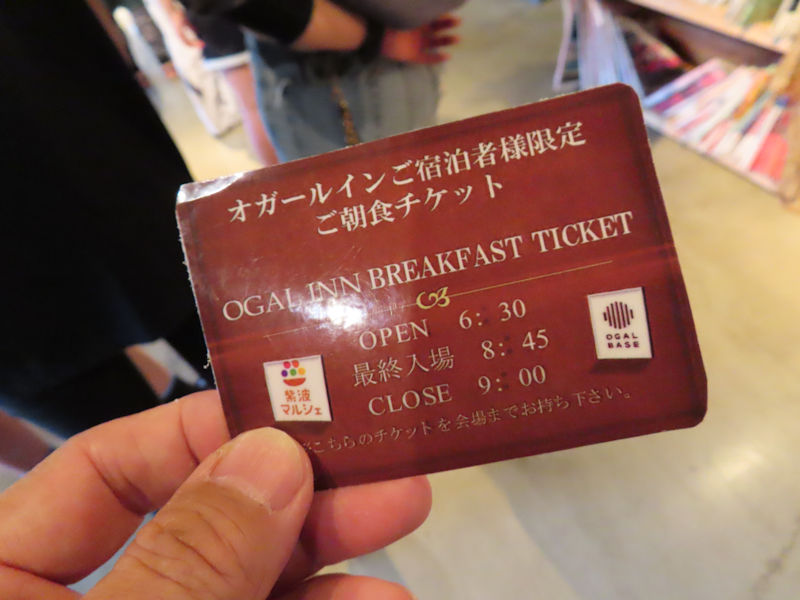 オガールインご宿泊者様限定
ご朝食チケット
OGAL INN BREAKFAST TICKET
OPEN 6:30
最終入場 8:45
CLOSE 9:00
※こちらのチケットを会場までお持ち下さい。
紫波
マルシェ
OGAL
BASE